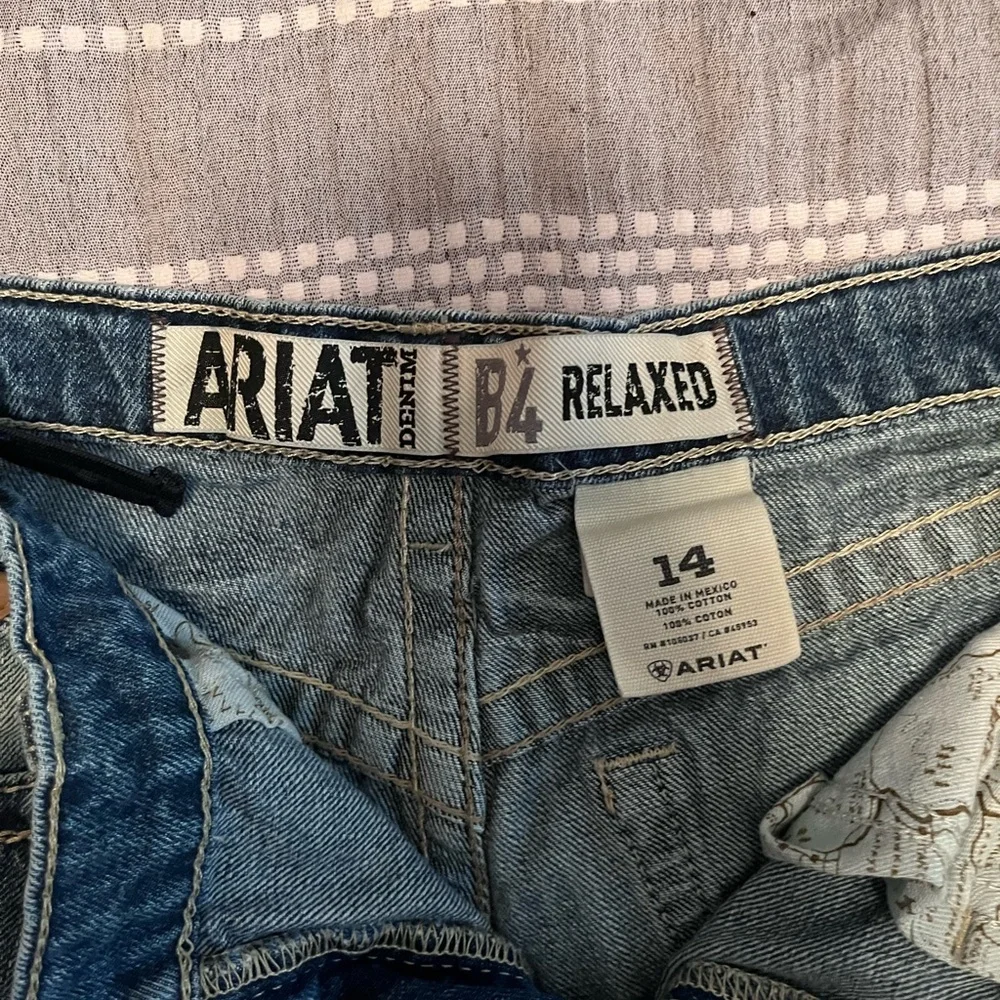 ARIAT DENIM B4 RELAXED
14
MADE IN MEXICO
100% COTTON
100% COTON
ARIAT